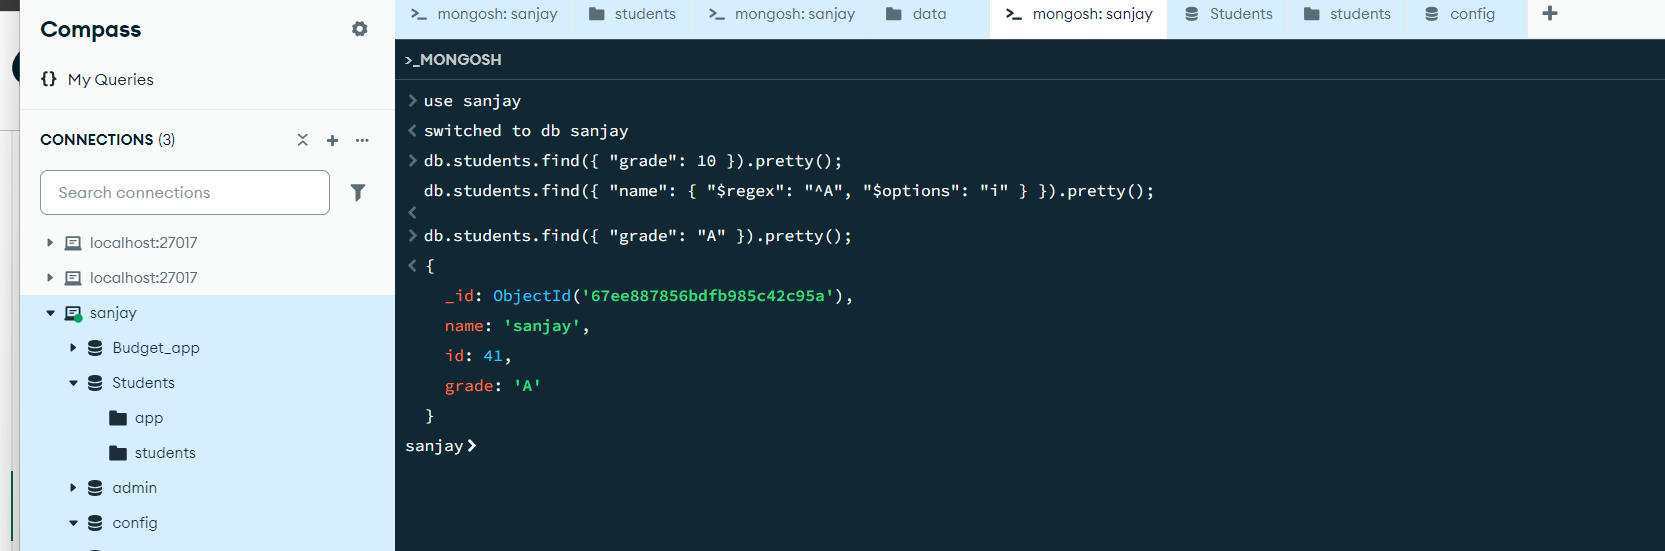 Compass
My Queries
CONNECTIONS (3)
Search connections
localhost:27017
localhost:27017
sanjay
Budget_app
Students
app
students
admin
config
mongosh: sanjay
students
mongosh: sanjay
data
mongosh: sanjay
Students
students
config
>_MONGOSH
use sanjay
switched to db sanjay
db.students.find({ "grade": 10 }).pretty();
db.students.find({ "name": { "$regex": "^A", "$options": "i" } }).pretty();
db.students.find({ "grade": "A" }).pretty();
{
_id: ObjectId('67ee887856bdfb985c42c95a'),
name: 'sanjay',
id: 41,
grade: 'A'
}
sanjay>